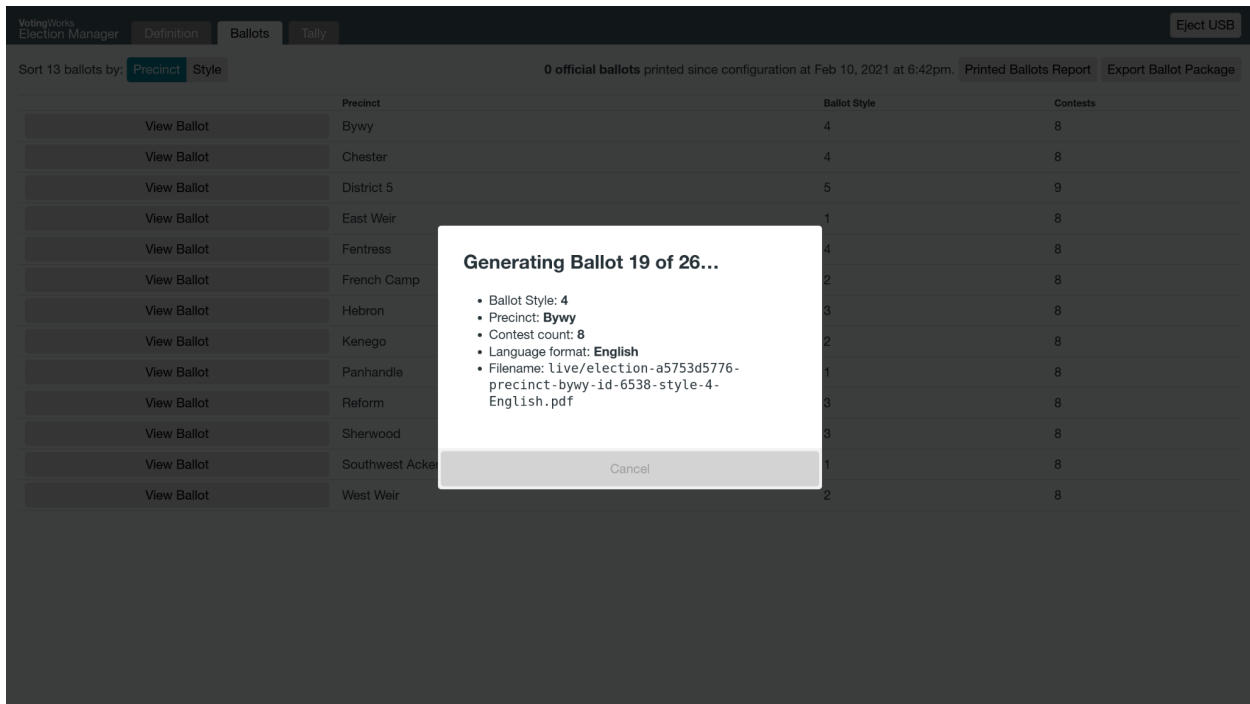 VotingWorks
Election Manager
Definition
Ballots
Tally
Eject USB
Sort 13 ballots by: Precinct Style
0 official ballots printed since configuration at Feb 10, 2021 at 6:42pm. Printed Ballots Report Export Ballot Package
Precinct Ballot Style Contests
View Ballot Bywy 4 8
View Ballot Chester 4 8
View Ballot District 5 5 9
View Ballot East Weir 1 8
View Ballot Fentress 4 8
View Ballot French Camp 2 8
View Ballot Hebron 3 8
View Ballot Kenego 2 8
View Ballot Panhandle 1 8
View Ballot Reform 3 8
View Ballot Sherwood 3 8
View Ballot Southwest Acker 1 8
View Ballot West Weir 2 8
Generating Ballot 19 of 26…
• Ballot Style: 4
• Precinct: Bywy
• Contest count: 8
• Language format: English
• Filename: live/election-a5753d5776-
precinct-bywy-id-6538-style-4-
English.pdf
Cancel